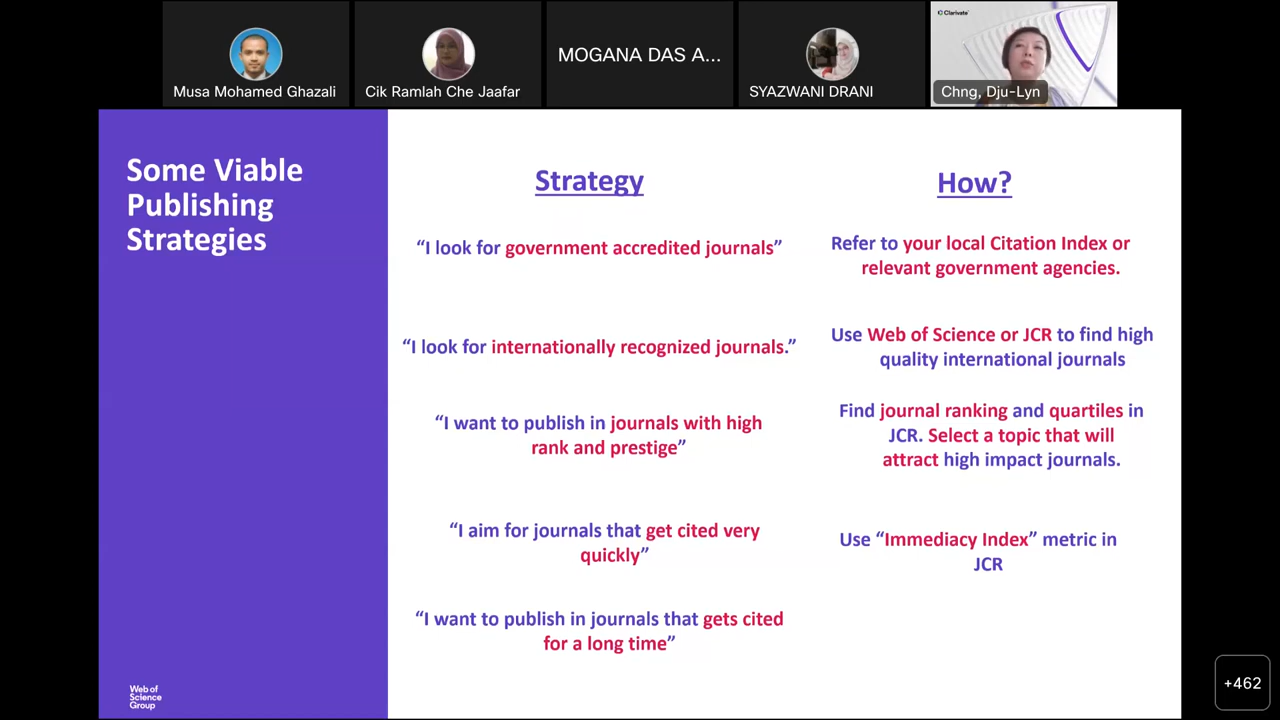 Clarivate
Musa Mohamed Ghazali
Cik Ramlah Che Jaafar
MOGANA DAS A...
SYAZWANI DRANI
Chng, Dju-Lyn
Some Viable
Publishing
Strategies
Strategy
How?
“I look for government accredited journals”
Refer to your local Citation Index or
relevant government agencies.
“I look for internationally recognized journals.”
Use Web of Science or JCR to find high
quality international journals
“I want to publish in journals with high
rank and prestige”
Find journal ranking and quartiles in
JCR. Select a topic that will
attract high impact journals.
“I aim for journals that get cited very
quickly”
Use “Immediacy Index” metric in
JCR
“I want to publish in journals that gets cited
for a long time”
Web of
Science
Group
+462